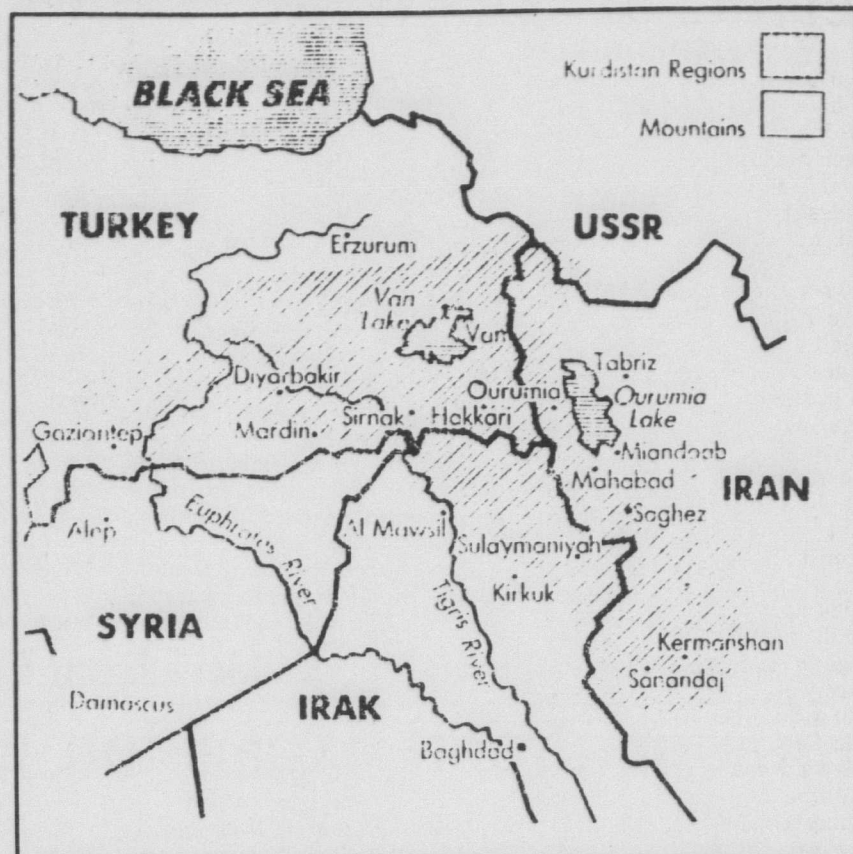 BLACK SEA
Kurdistan Regions
Mountains
TURKEY
USSR
Erzurum
Van
Lake
Van
Tabriz
Diyarbakir
Ourumia
Ourumia
Lake
Sirnak
Hakkari
Gaziantep
Mardin
Miandoab
Mahabad
IRAN
Saghez
Alep
Euphrates River
Al Mawsil
Sulaymaniyah
Kirkuk
Tigris River
SYRIA
Kermanshan
Sanandaj
Damascus
IRAK
Baghdad